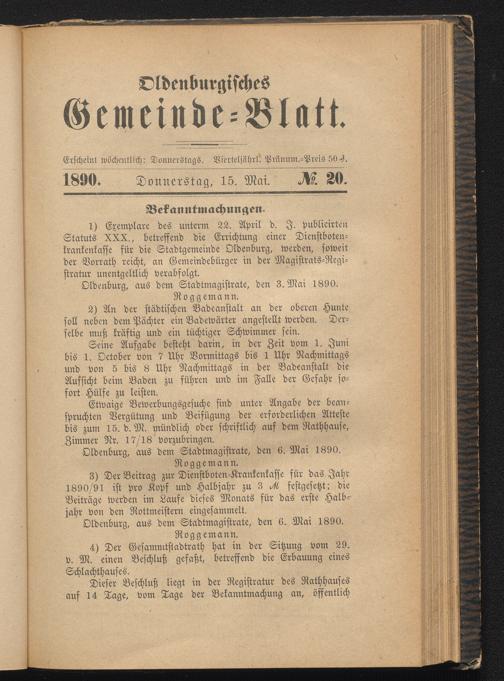 Oldenburgisches
Gemeinde-Blatt.
Erscheint wöchentlich: Donnerstags. Vierteljährl. Pränum.-Preis 50 ₰.
1890. Donnerstag, 15. Mai. № 20.
Bekanntmachungen.
1) Exemplare des unterm 22. April d. J. publicirten
Statuts XXX., betreffend die Errichtung einer Dienstboten-
krankenkasse für die Stadtgemeinde Oldenburg, werden, soweit
der Vorrath reicht, an Gemeindebürger in der Magistrats-Regi-
stratur unentgeltlich verabfolgt.
Oldenburg, aus dem Stadtmagistrate, den 3. Mai 1890.
Roggemann.
2) An der städtischen Badeanstalt an der oberen Hunte
soll neben dem Pächter ein Badewärter angestellt werden. Der-
selbe muß kräftig und ein tüchtiger Schwimmer sein.
Seine Aufgabe besteht darin, in der Zeit vom 1. Juni
bis 1. October von 7 Uhr Vormittags bis 1 Uhr Nachmittags
und von 5 bis 8 Uhr Nachmittags in der Badeanstalt die
Aufsicht beim Baden zu führen und im Falle der Gefahr so-
fort Hülfe zu leisten.
Etwaige Bewerbungsgesuche sind unter Angabe der bean-
spruchten Vergütung und Beifügung der erforderlichen Atteste
bis zum 15. d. M. mündlich oder schriftlich auf dem Rathhause,
Zimmer Nr. 17/18 vorzubringen.
Oldenburg, aus dem Stadtmagistrate, den 6. Mai 1890.
Roggemann.
3) Der Beitrag zur Dienstboten-Krankenkasse für das Jahr
1890/91 ist pro Kopf und Halbjahr zu 3 ℳ festgesetzt; die
Beiträge werden im Laufe dieses Monats für das erste Halb-
jahr von den Rottmeistern eingesammelt.
Oldenburg, aus dem Stadtmagistrate, den 6. Mai 1890.
Roggemann.
4) Der Gesammtstadtrath hat in der Sitzung vom 29.
v. M. einen Beschluß gefaßt, betreffend die Erbauung eines
Schlachthauses.
Dieser Beschluß liegt in der Registratur des Rathhauses
auf 14 Tage, vom Tage der Bekanntmachung an, öffentlich